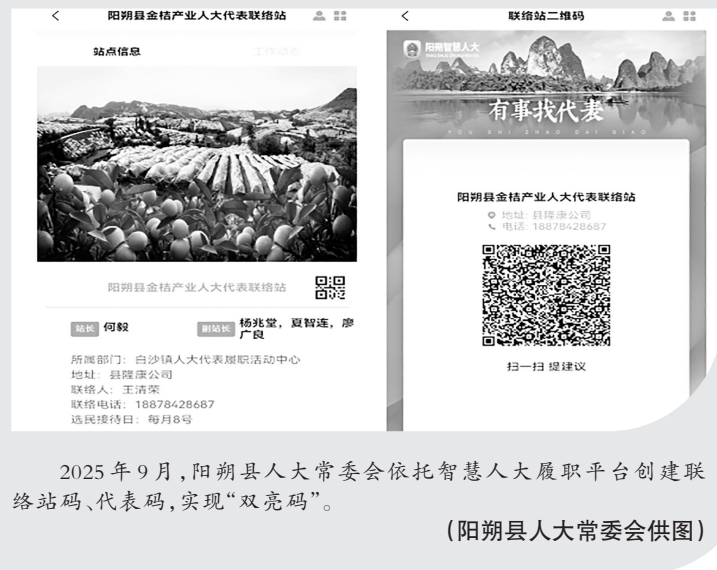 阳朔县金桔产业人大代表联络站
站点信息
工作动态
阳朔县金桔产业人大代表联络站
站长 何毅
副站长 杨兆堂，夏智连，廖
广良
所属部门：白沙镇人大代表履职活动中心
地址：县隆康公司
联络人：王清荣
联络电话：18878428687
选民接待日：每月8号
联络站二维码
阳朔智慧人大
有事找代表
YOU SHI ZHAO DAI BIAO
阳朔县金桔产业人大代表联络站
地址：县隆康公司
电话：18878428687
扫一扫 提建议
2025年9月，阳朔县人大常委会依托智慧人大履职平台创建联
络站码、代表码，实现“双亮码”。
（阳朔县人大常委会供图）